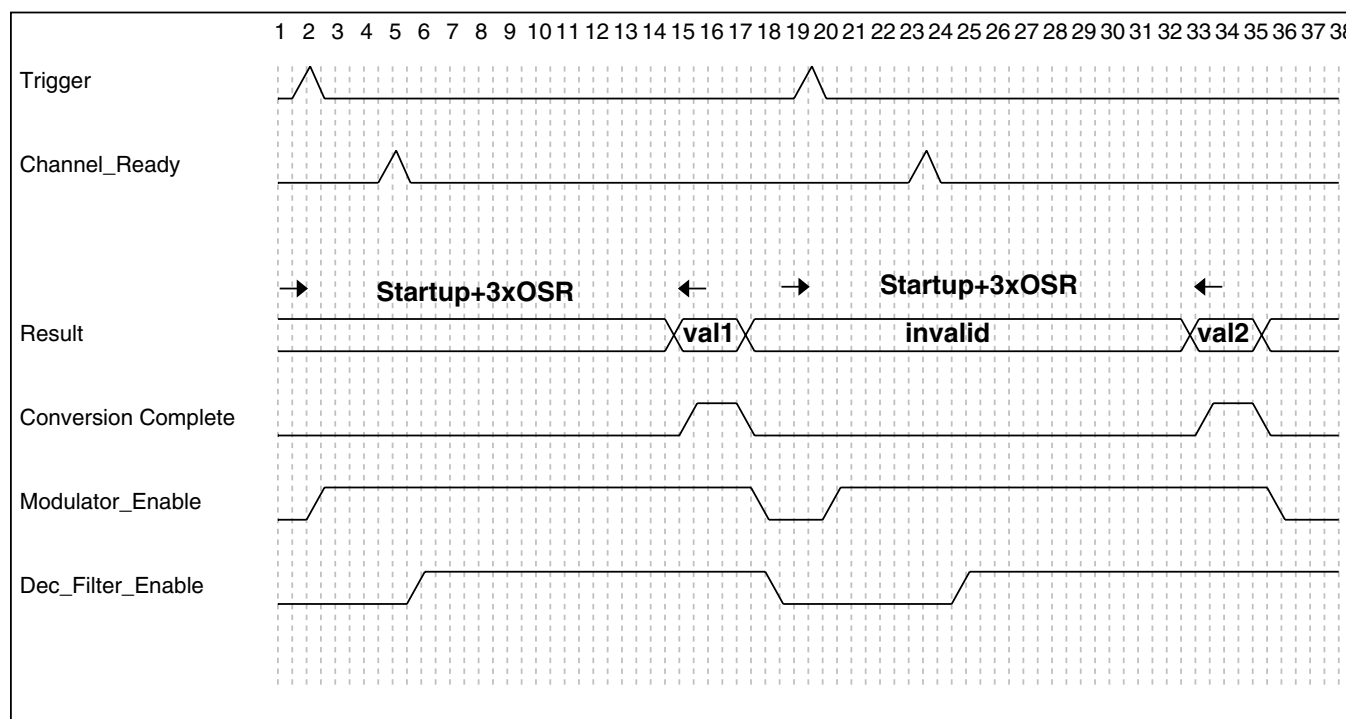 1 2 3 4 5 6 7 8 9 10 11 12 13 14 15 16 17 18 19 20 21 22 23 24 25 26 27 28 29 30 31 32 33 34 35 36 37 38
Trigger
Channel_Ready
Startup+3xOSR Startup+3xOSR
Result val1 invalid val2
Conversion Complete
Modulator_Enable
Dec_Filter_Enable